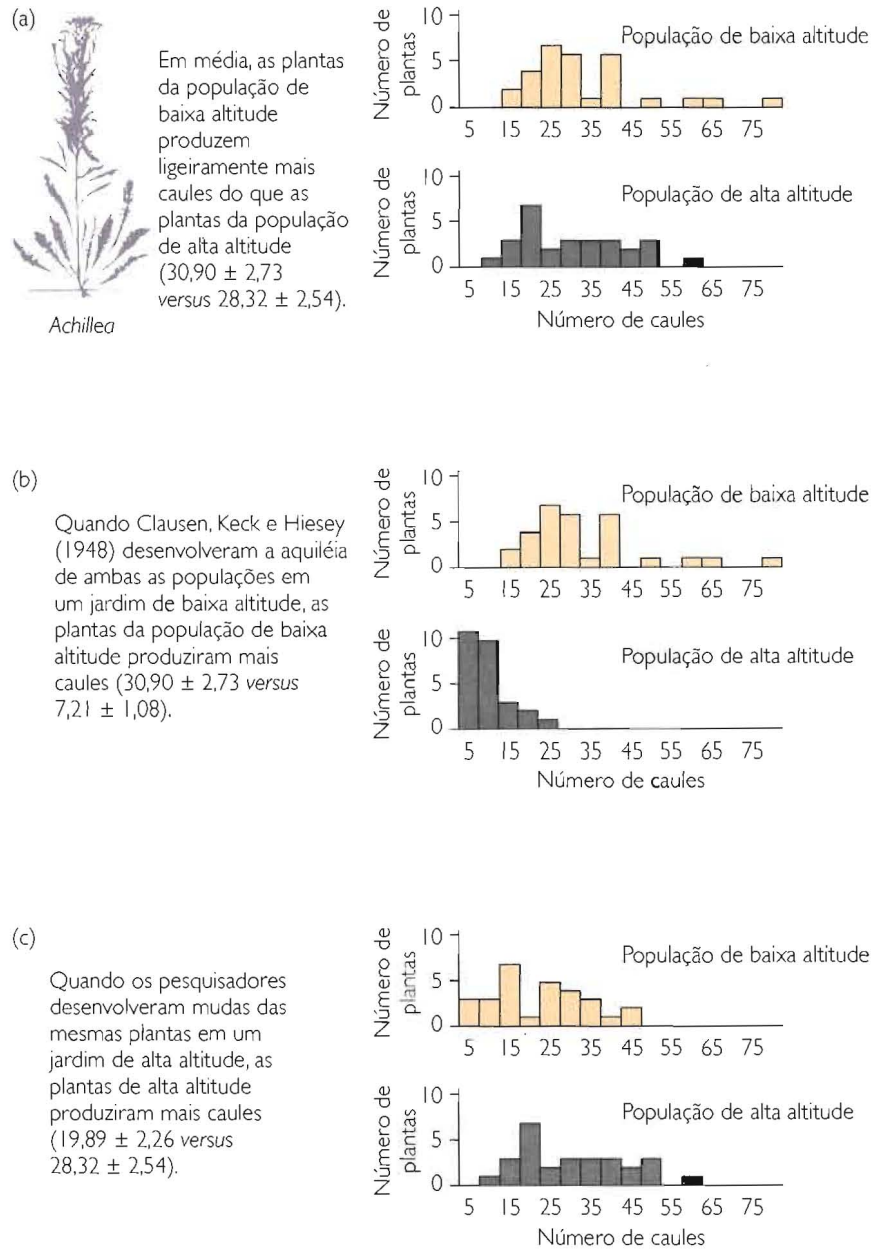 (a)
Em média, as plantas
da população de
baixa altitude
produzem
ligeiramente mais
caules do que as
plantas da população
de alta altitude
(30,90 ± 2,73
versus 28,32 ± 2,54).
Achillea
Número de
plantas
10
5
0
População de baixa altitude
5 15 25 35 45 55 65 75
Número de
plantas
10
5
0
População de alta altitude
5 15 25 35 45 55 65 75
Número de caules
(b)
Quando Clausen, Keck e Hiesey
(1948) desenvolveram a aquiléia
de ambas as populações em
um jardim de baixa altitude, as
plantas da população de baixa
altitude produziram mais
caules (30,90 ± 2,73 versus
7,21 ± 1,08).
Número de
plantas
10
5
0
População de baixa altitude
5 15 25 35 45 55 65 75
Número de
plantas
10
5
0
População de alta altitude
5 15 25 35 45 55 65 75
Número de caules
(c)
Quando os pesquisadores
desenvolveram mudas das
mesmas plantas em um
jardim de alta altitude, as
plantas de alta altitude
produziram mais caules
(19,89 ± 2,26 versus
28,32 ± 2,54).
Número de
plantas
10
5
0
População de baixa altitude
5 15 25 35 45 55 65 75
Número de
plantas
10
5
0
População de alta altitude
5 15 25 35 45 55 65 75
Número de caules